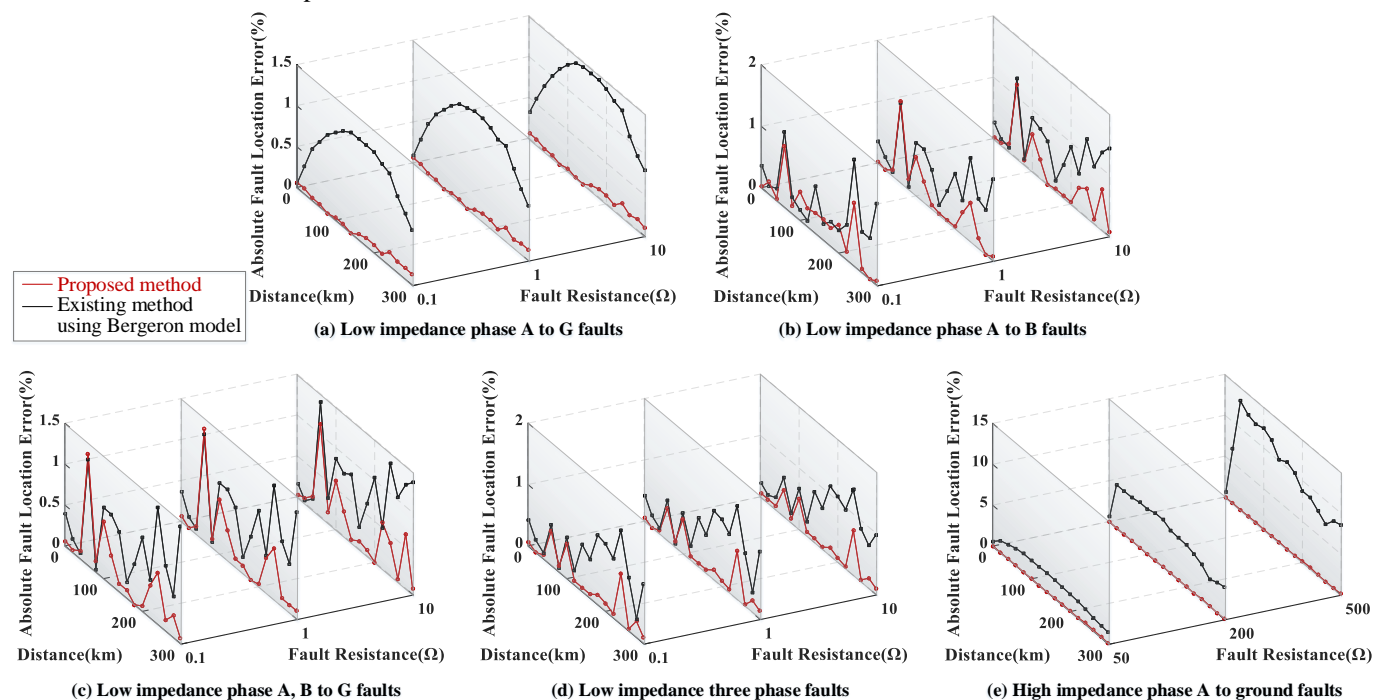 Absolute Fault Location Error(%)
1.5
1
0.5
0
0
100
200
300
Distance(km)
0.1
1
10
Fault Resistance(Ω)
(a) Low impedance phase A to G faults
Absolute Fault Location Error(%)
2
1
0
0
100
200
300
Distance(km)
0.1
1
10
Fault Resistance(Ω)
(b) Low impedance phase A to B faults
Proposed method
Existing method
using Bergeron model
Absolute Fault Location Error(%)
1.5
1
0.5
0
0
100
200
300
Distance(km)
0.1
1
10
Fault Resistance(Ω)
(c) Low impedance phase A, B to G faults
Absolute Fault Location Error(%)
2
1
0
0
100
200
300
Distance(km)
0.1
1
10
Fault Resistance(Ω)
(d) Low impedance three phase faults
Absolute Fault Location Error(%)
15
10
5
0
0
100
200
300
Distance(km)
50
200
500
Fault Resistance(Ω)
(e) High impedance phase A to ground faults